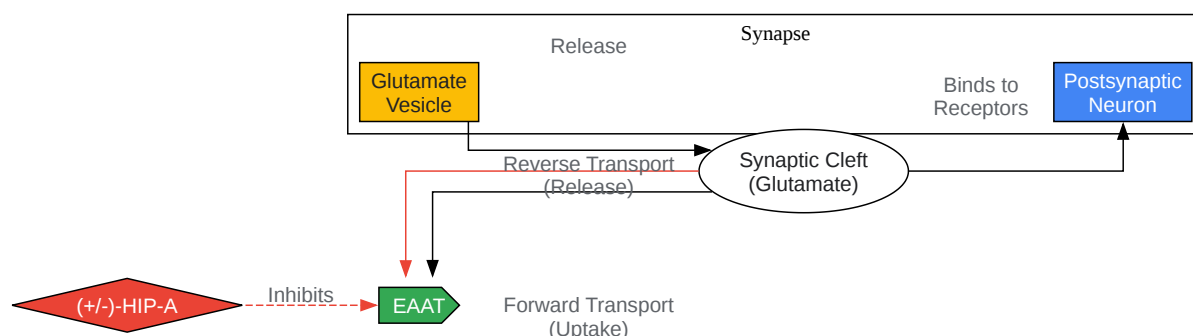 Synapse
Release
Glutamate
Vesicle
Binds to
Receptors
Postsynaptic
Neuron
Reverse Transport
(Release)
Synaptic Cleft
(Glutamate)
(+/-)-HIP-A
Inhibits
EAAT
Forward Transport
(Uptake)